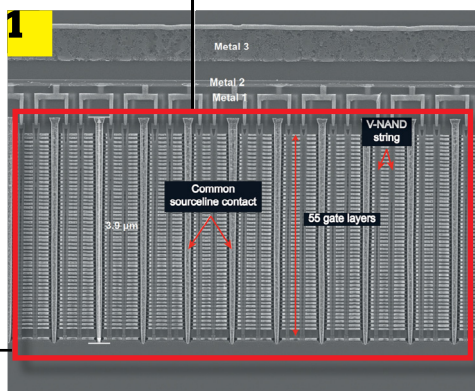 1
Metal 3
Metal 2
Metal 1
V-NAND
string
Common
sourceline contact
3.9 µm
55 gate layers